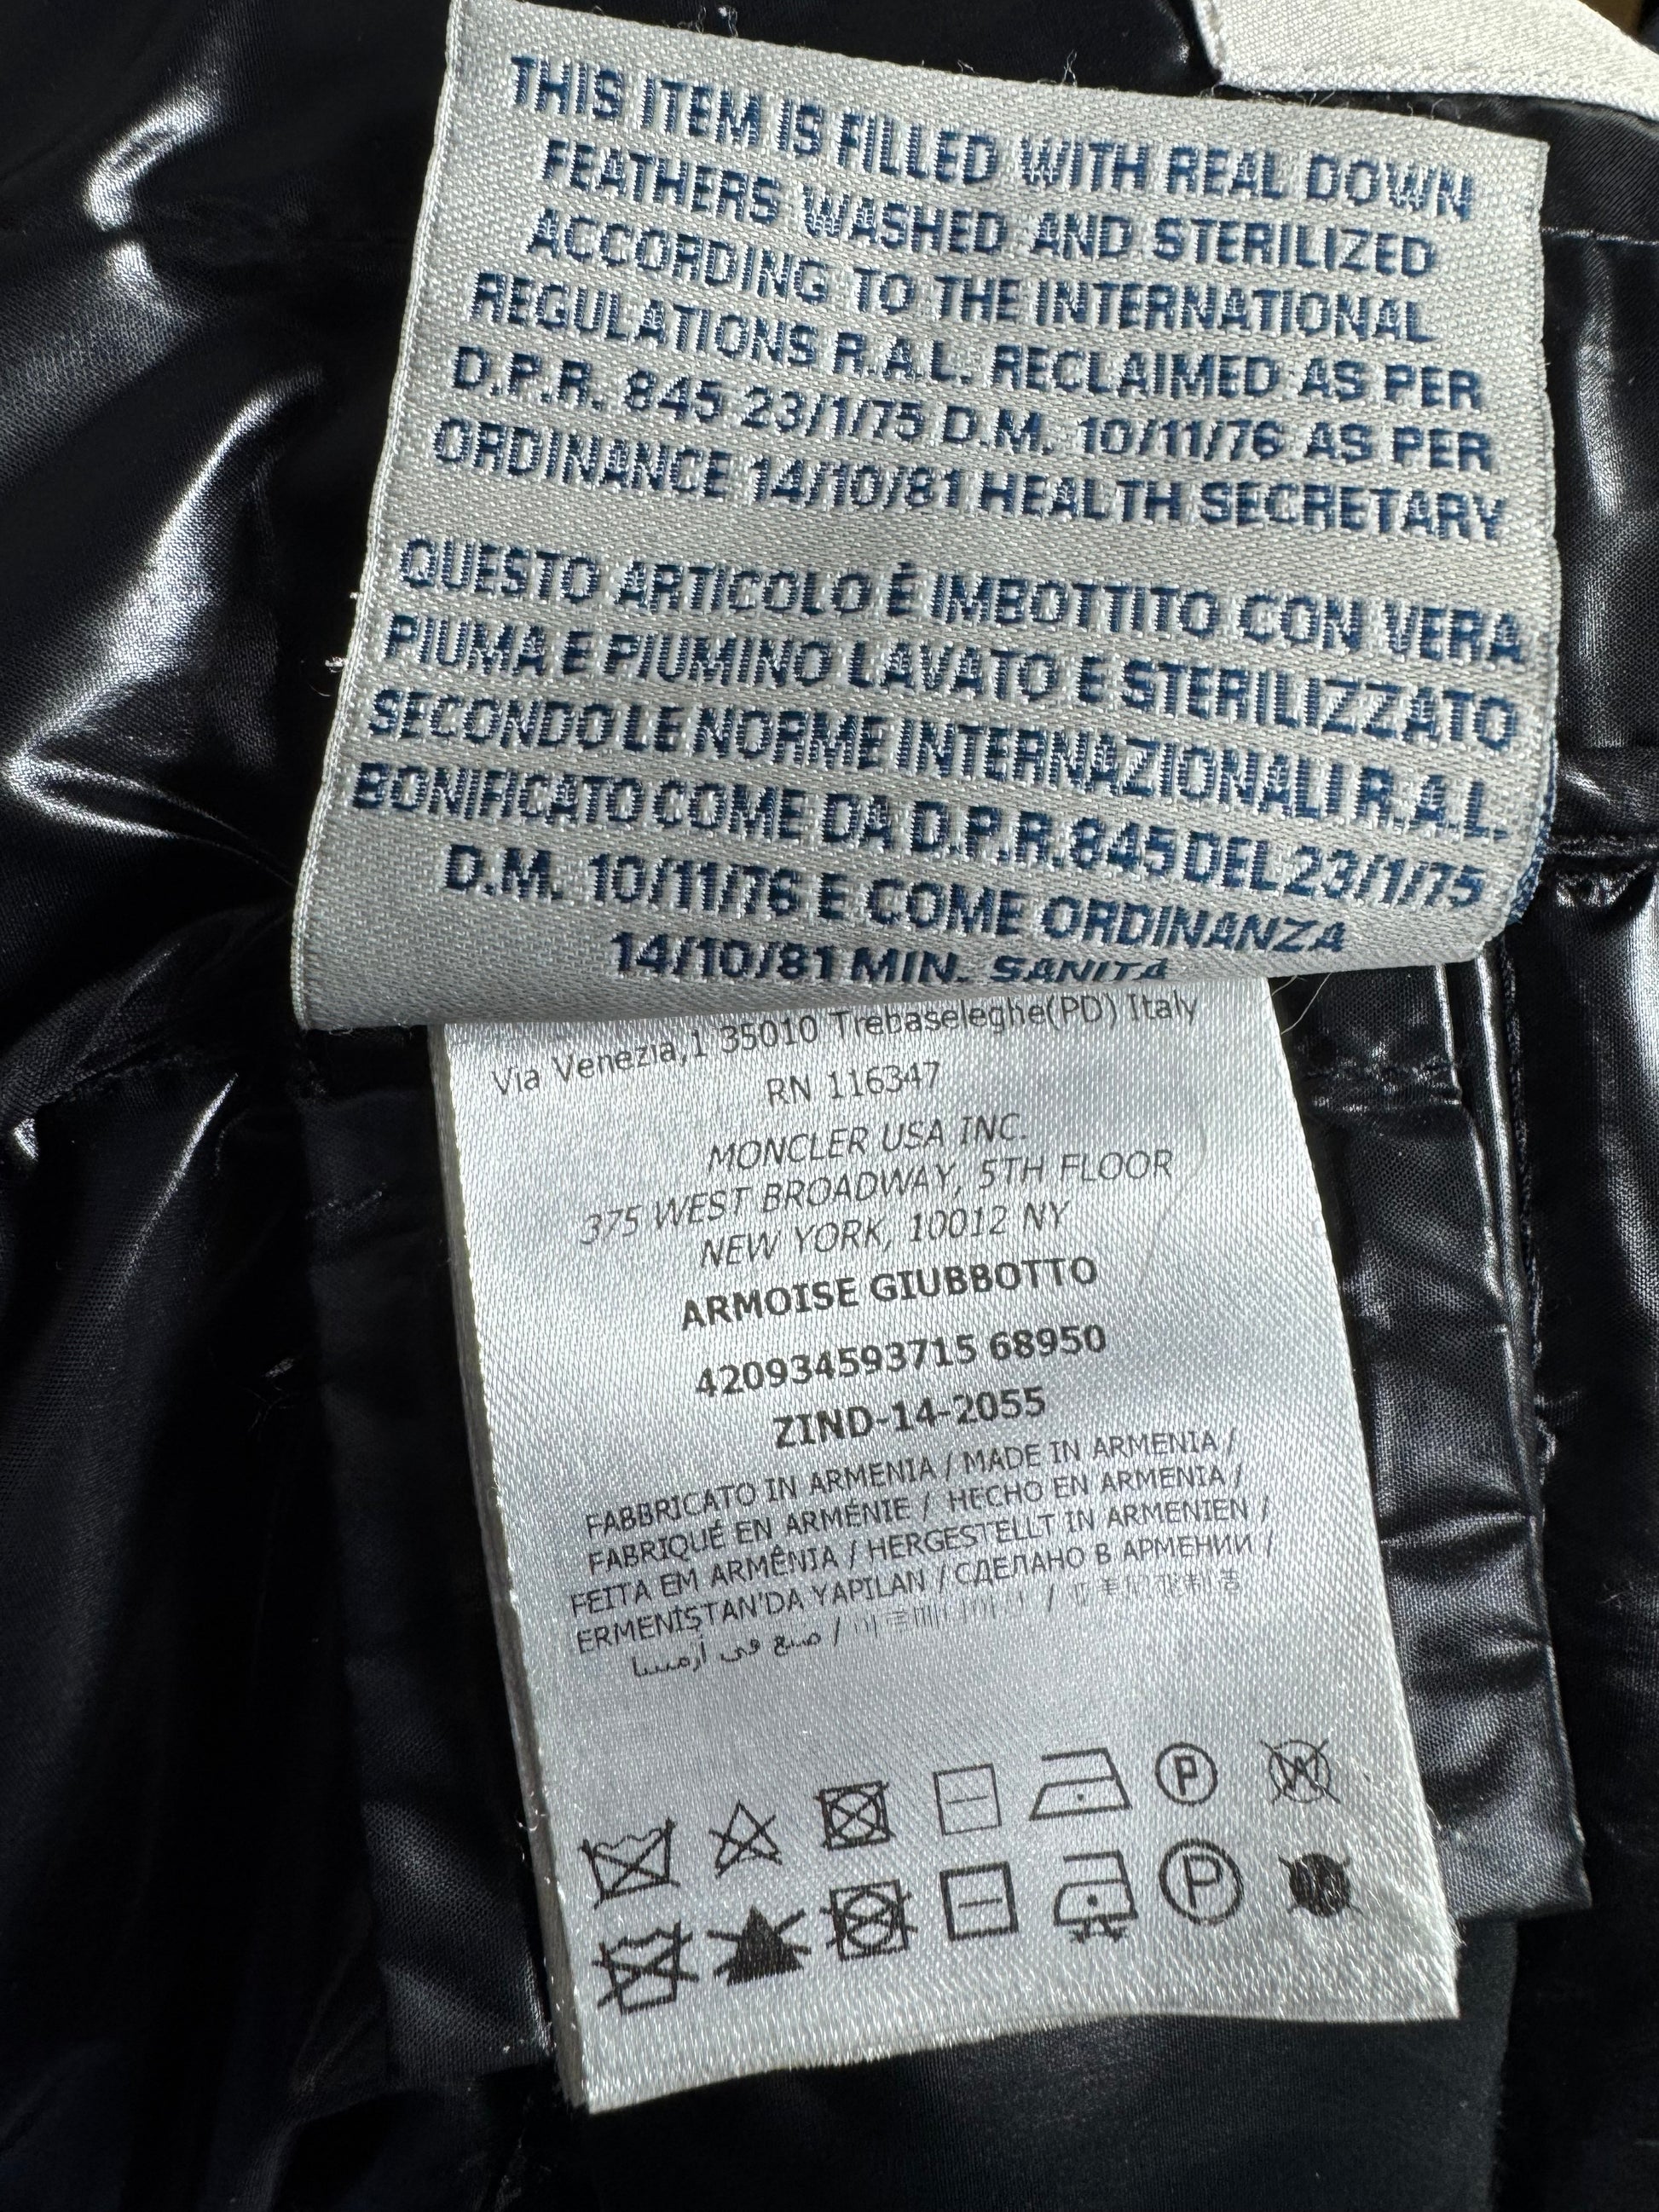 THIS ITEM IS FILLED WITH REAL DOWN
FEATHERS WASHED AND STERILIZED
ACCORDING TO THE INTERNATIONAL
REGULATIONS R.A.L. RECLAIMED AS PER
D.P.R. 845 23/1/75 D.M. 10/11/76 AS PER
ORDINANCE 14/10/81 HEALTH SECRETARY
QUESTO ARTICOLO É IMBOTTITO CON VERA
PIUMA E PIUMINO LAVATO E STERILIZZATO
SECONDO LE NORME INTERNAZIONALI R.A.L.
BONIFICATO COME DA D.P.R. 845 DEL 23/1/75
D.M. 10/11/76 E COME ORDINANZA
14/10/81 MIN. SANITA
Via Venezia,1 35010 Trebaseleghe(PD) Italy
RN 116347
MONCLER USA INC.
375 WEST BROADWAY, 5TH FLOOR
NEW YORK, 10012 NY
ARMOISE GIUBBOTTO
420934593715 68950
ZIND-14-2055
FABBRICATO IN ARMENIA / MADE IN ARMENIA /
FABRIQUÉ EN ARMÉNIE / HECHO EN ARMENIA /
FEITA EM ARMÊNIA / HERGESTELLT IN ARMENIEN /
ERMENİSTAN'DA YAPILAN / СДЕЛАНО В АРМЕНИИ /
صنع في أرمينيا /
P
W
P